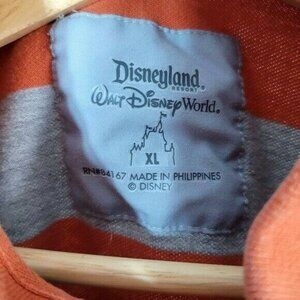 Disneyland
RESORT®
Walt Disney World®
XL
RN#84167 MADE IN PHILIPPINES
© DISNEY